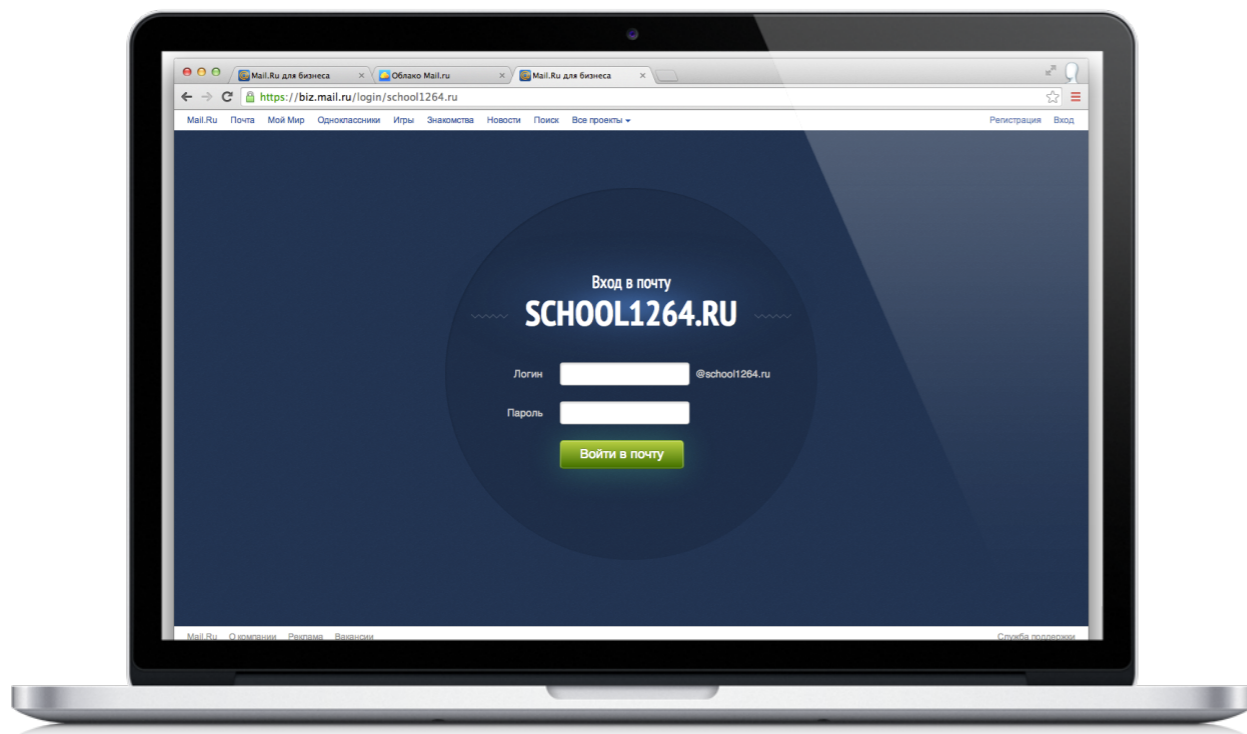 Mail.Ru для бизнеса Облако Mail.ru Mail.Ru для бизнеса
https://biz.mail.ru/login/school1264.ru
Mail.Ru Почта Мой Мир Одноклассники Игры Знакомства Новости Поиск Все проекты Регистрация Вход
Вход в почту
SCHOOL1264.RU
Логин @school1264.ru
Пароль
Войти в почту
Mail.Ru О компании Реклама Вакансии Служба поддержки